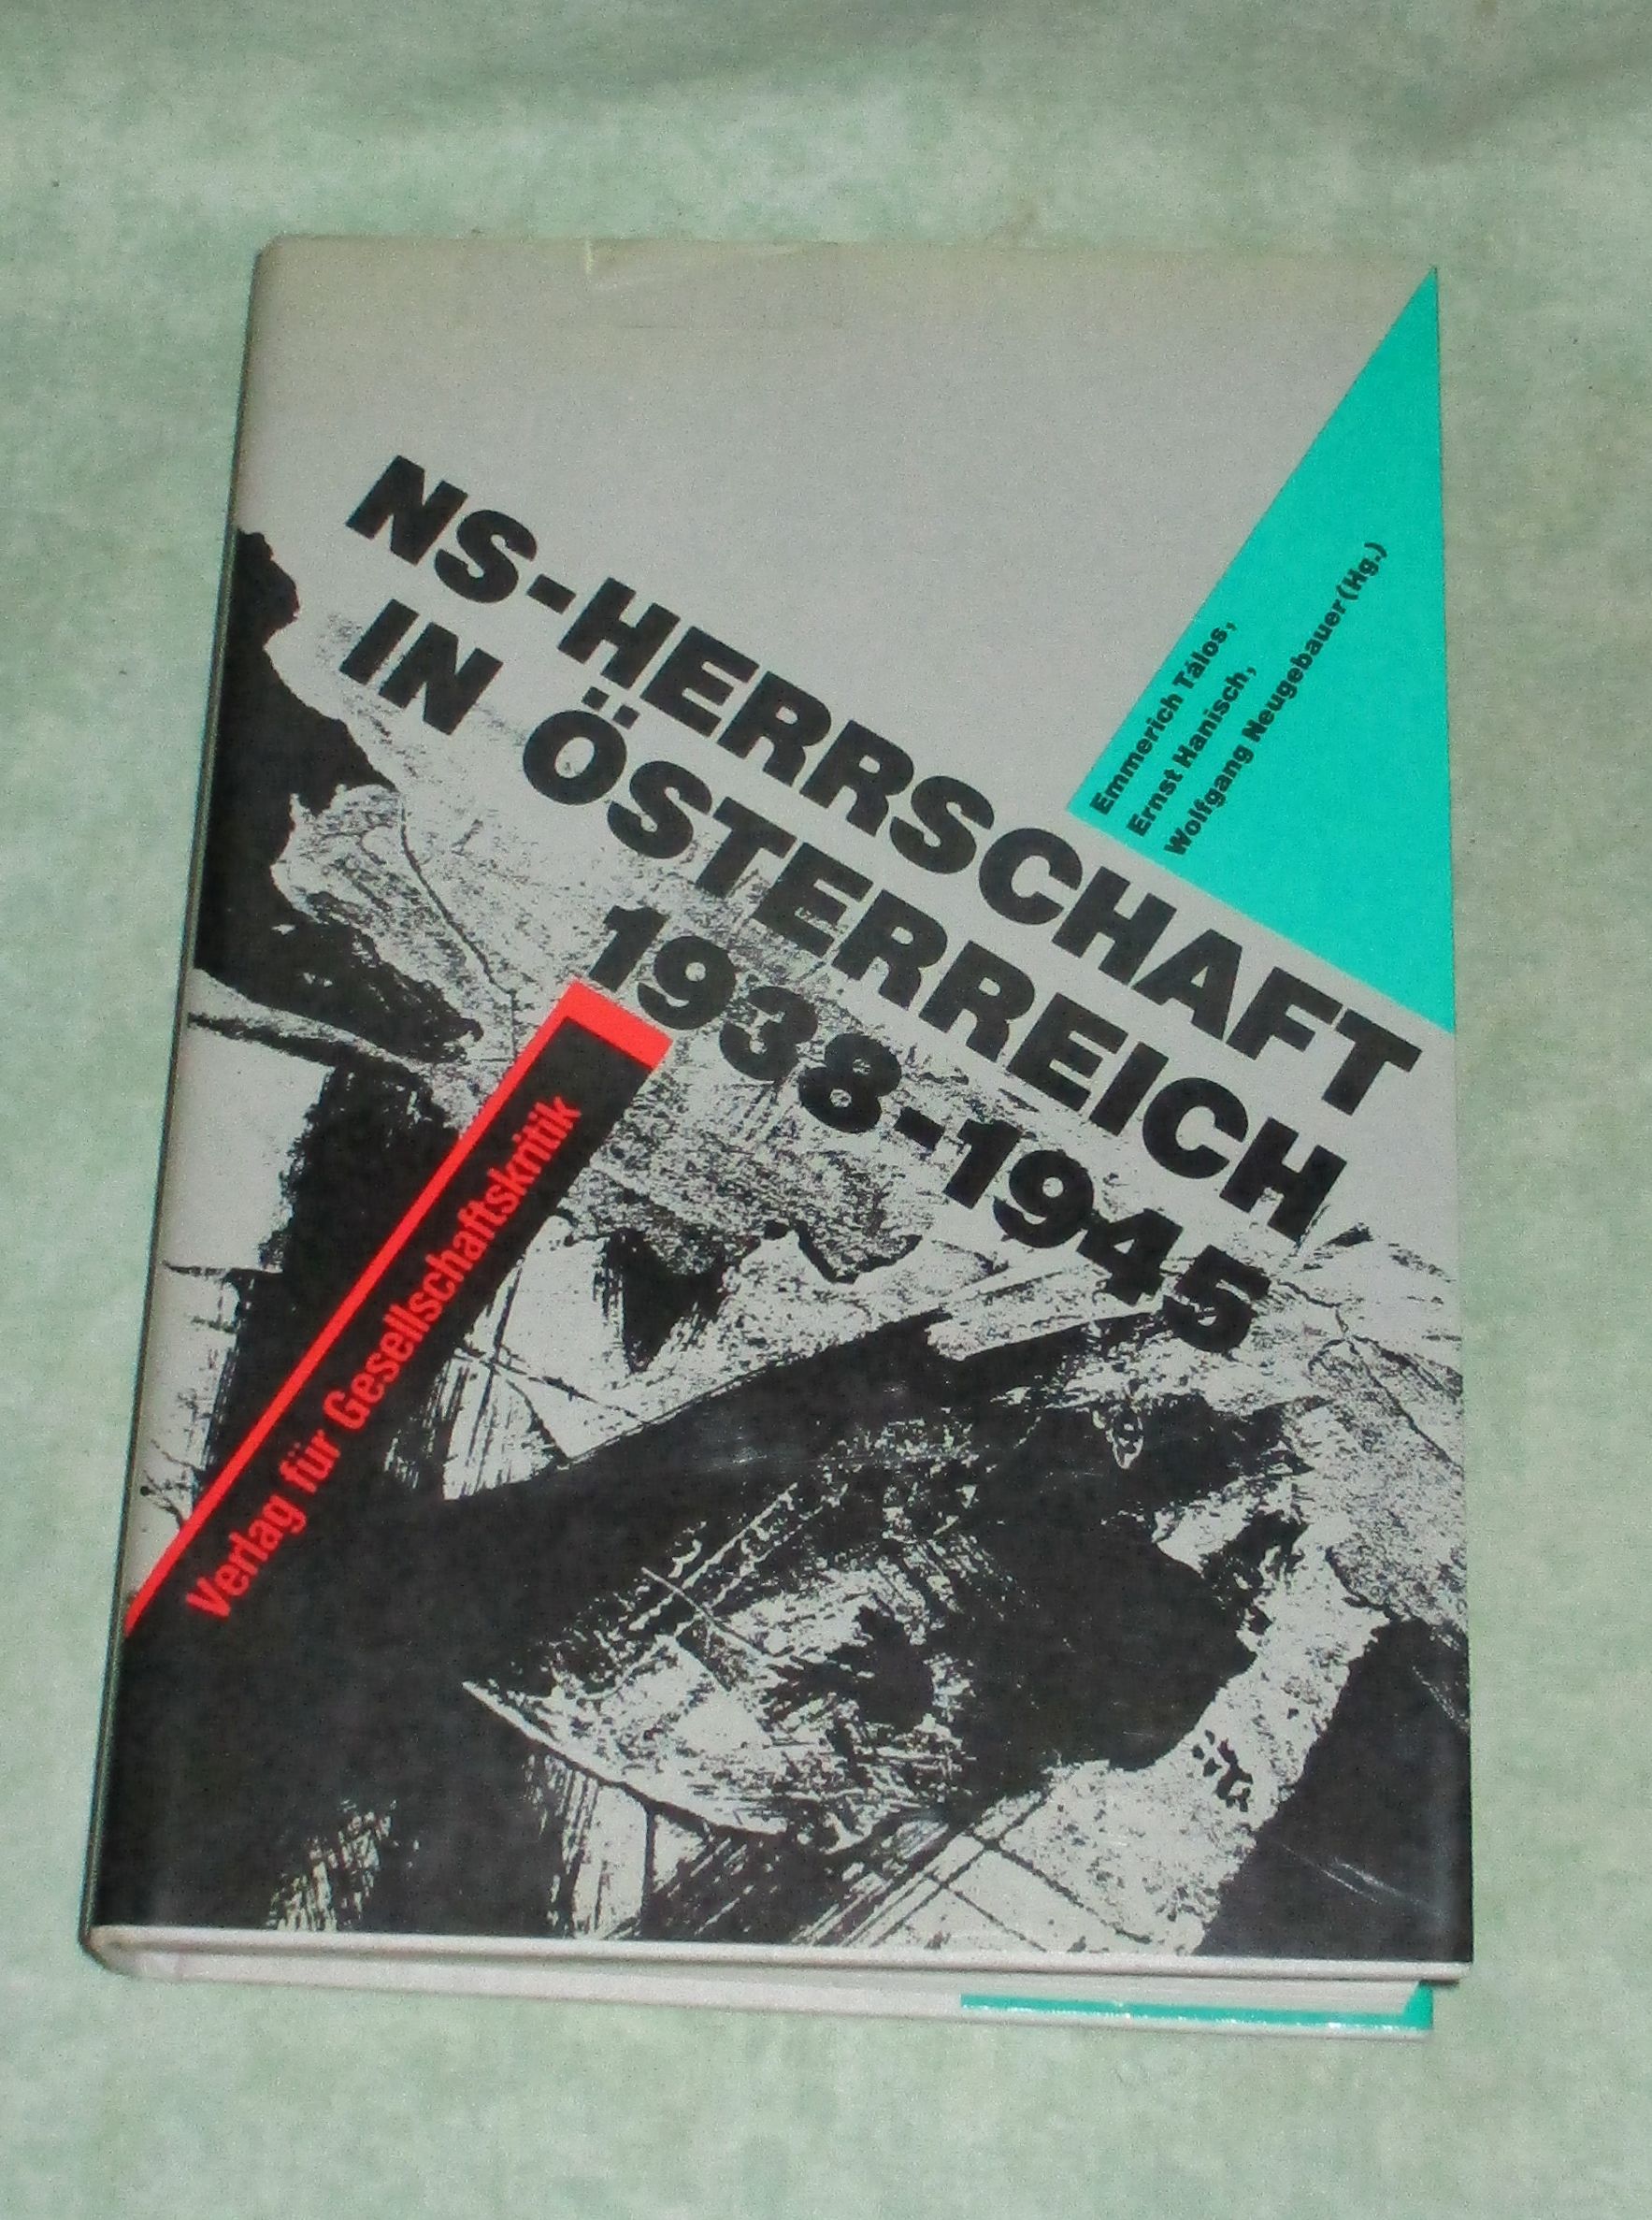 Emmerich Tálos,
Ernst Hanisch,
Wolfgang Neugebauer (Hg.)
NS-HERRSCHAFT
IN ÖSTERREICH
1938-1945
Verlag für Gesellschaftskritik